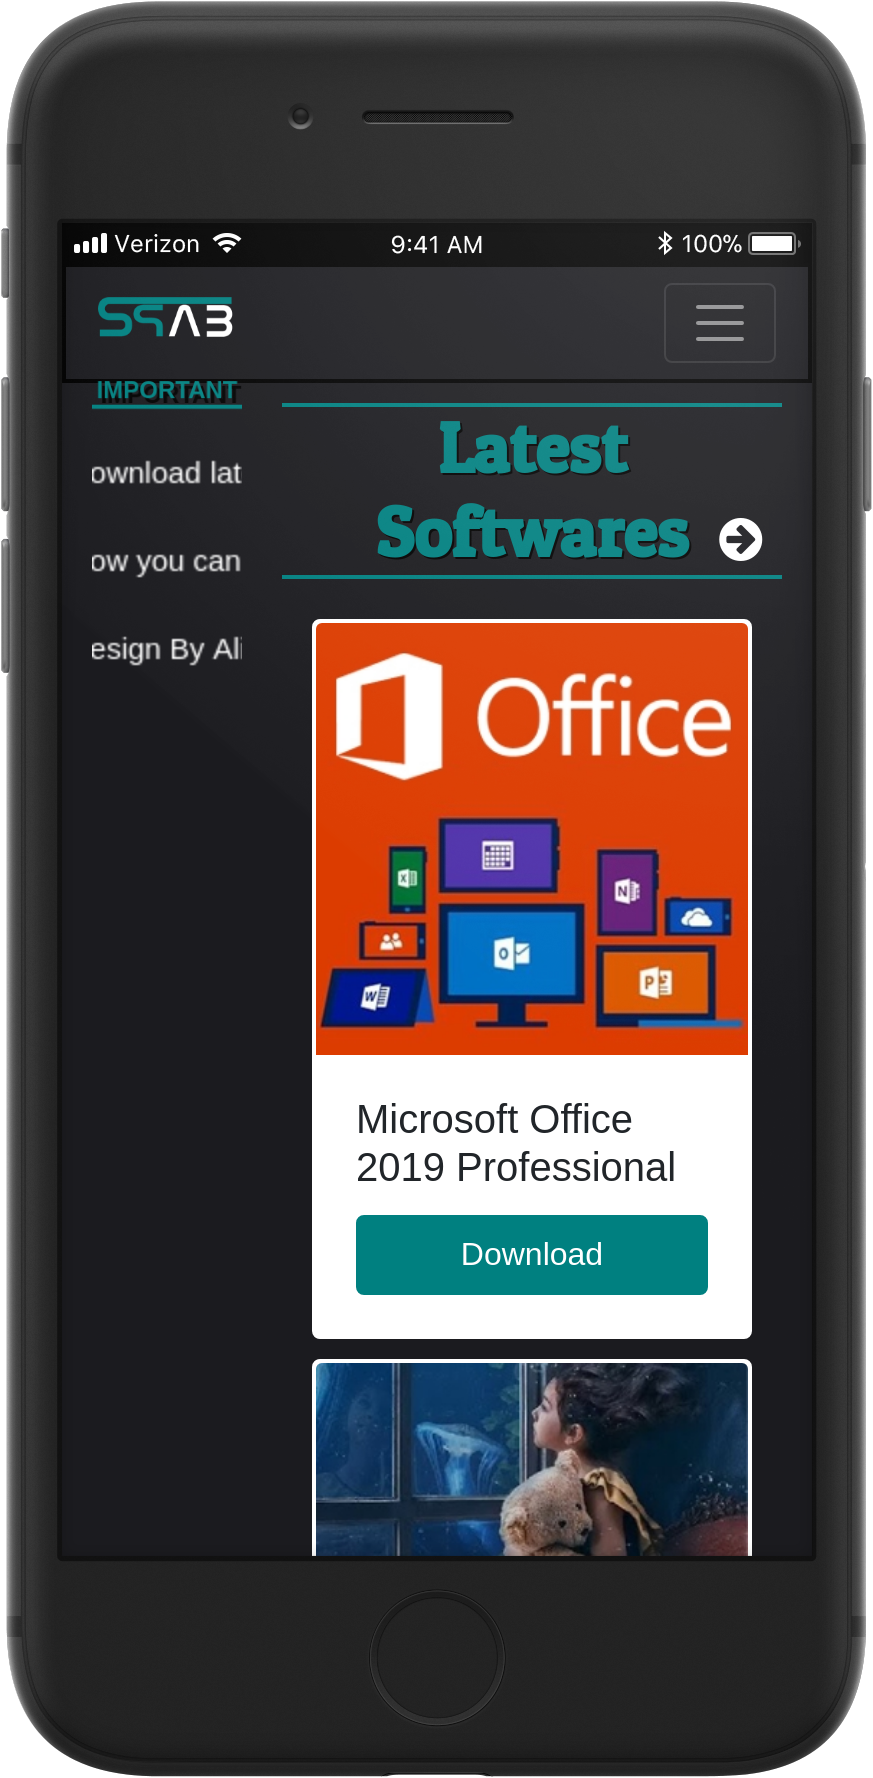 Verizon
9:41 AM
100%
IMPORTANT
ownload lat
ow you can
esign By Ali
Latest
Softwares
Office
X
N
O
W
P
Microsoft Office
2019 Professional
Download